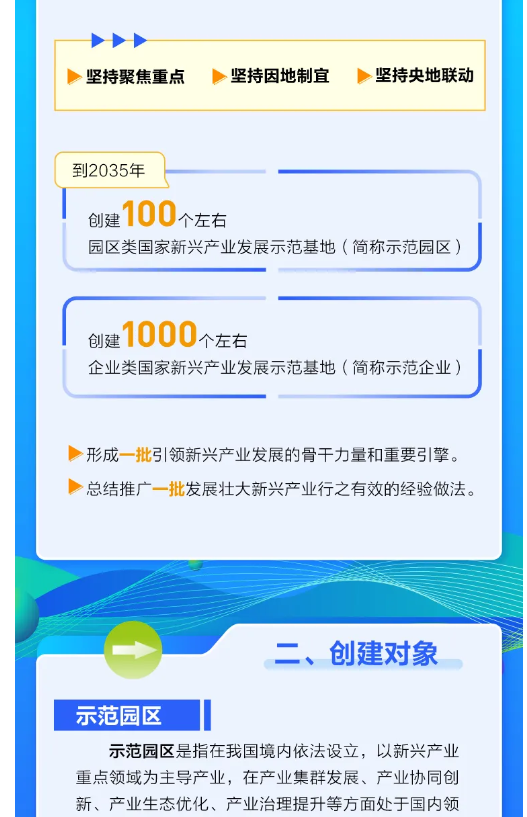 坚持聚焦重点 坚持因地制宜 坚持央地联动
到2035年
创建100个左右
园区类国家新兴产业发展示范基地（简称示范园区）
创建1000个左右
企业类国家新兴产业发展示范基地（简称示范企业）
形成一批引领新兴产业发展的骨干力量和重要引擎。
总结推广一批发展壮大新兴产业行之有效的经验做法。
二、创建对象
示范园区
示范园区是指在我国境内依法设立，以新兴产业
重点领域为主导产业，在产业集群发展、产业协同创
新、产业生态优化、产业治理提升等方面处于国内领